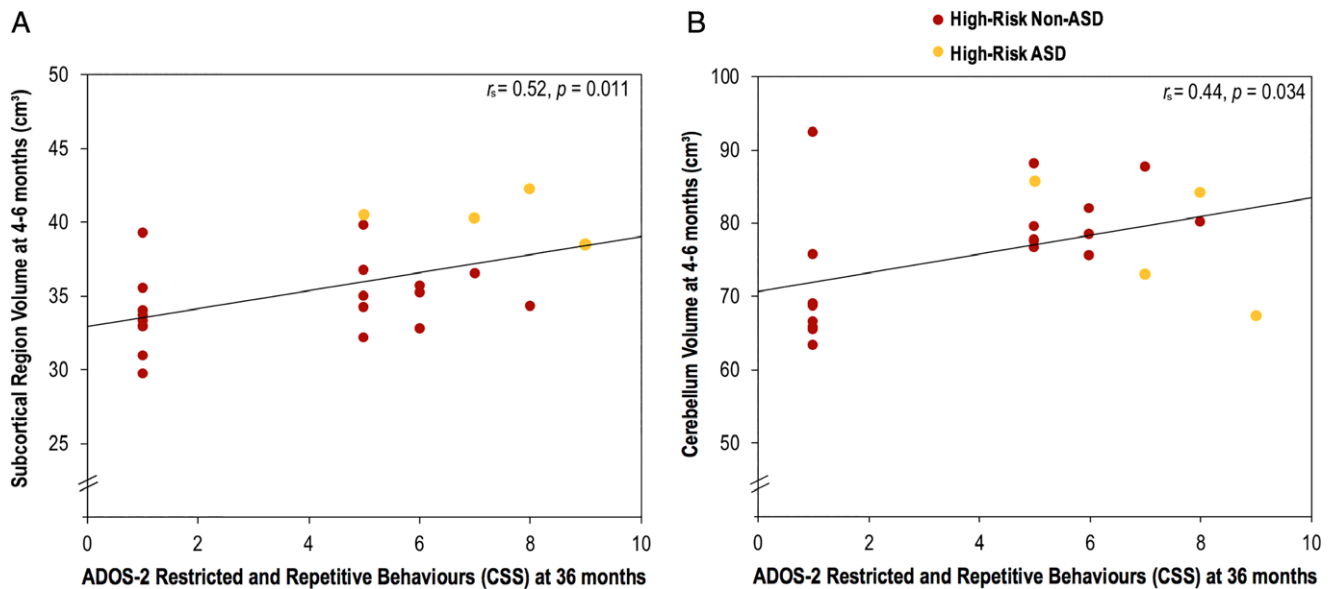 A
Subcortical Region Volume at 4-6 months (cm³)
50
45
40
35
30
25
rs = 0.52, p = 0.011
0 2 4 6 8 10
ADOS-2 Restricted and Repetitive Behaviours (CSS) at 36 months
B
High-Risk Non-ASD
High-Risk ASD
Cerebellum Volume at 4-6 months (cm³)
100
90
80
70
60
50
rs = 0.44, p = 0.034
0 2 4 6 8 10
ADOS-2 Restricted and Repetitive Behaviours (CSS) at 36 months